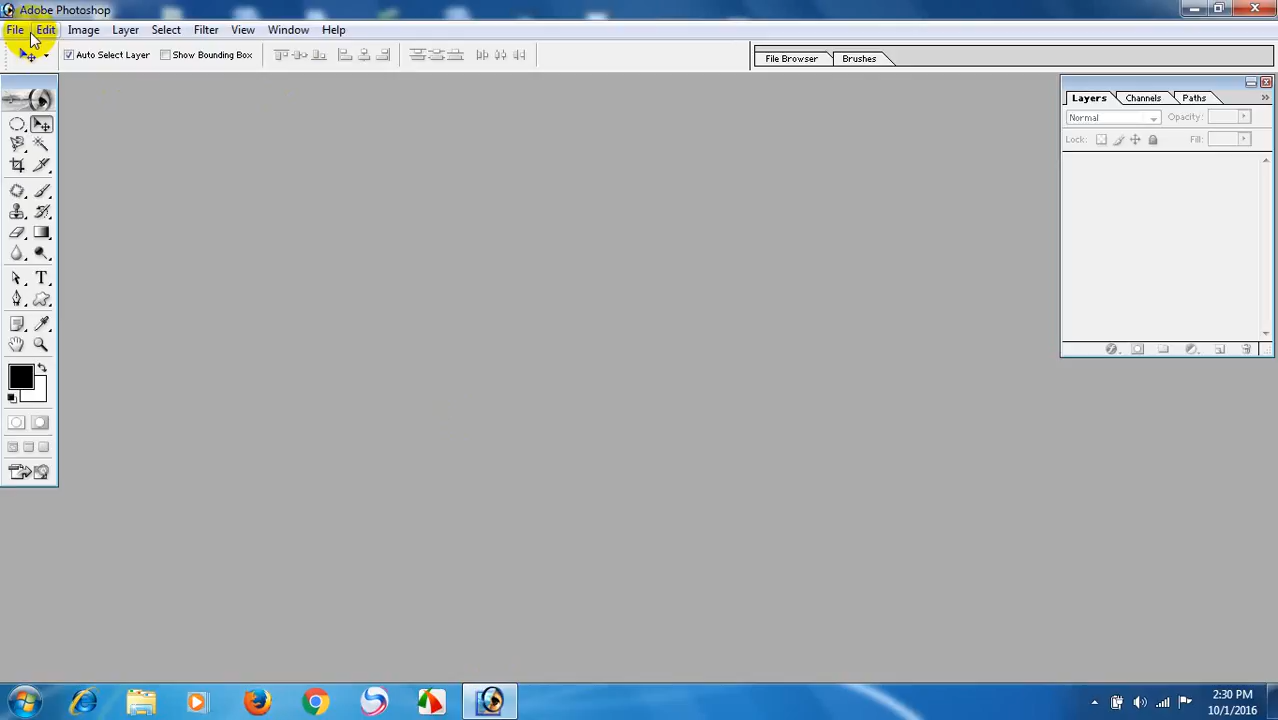 Adobe Photoshop
File Edit Image Layer Select Filter View Window Help
Auto Select Layer Show Bounding Box File Browser Brushes
Layers Channels Paths
Normal Opacity:
Lock: Fill:
T
2:30 PM
10/1/2016